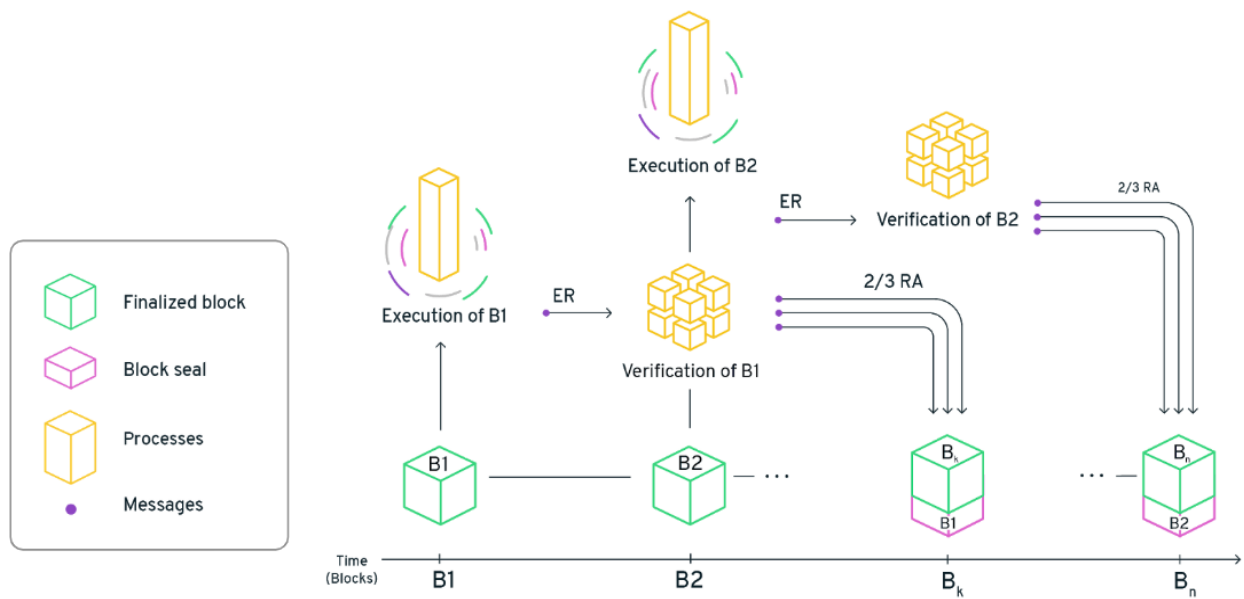 Finalized block
Block seal
Processes
Messages
Execution of B2
Execution of B1
ER
Verification of B1
ER
Verification of B2
2/3 RA
2/3 RA
B1
B2
...
Bk
B1
...
Bn
B2
Time
(Blocks)
B1
B2
Bk
Bn